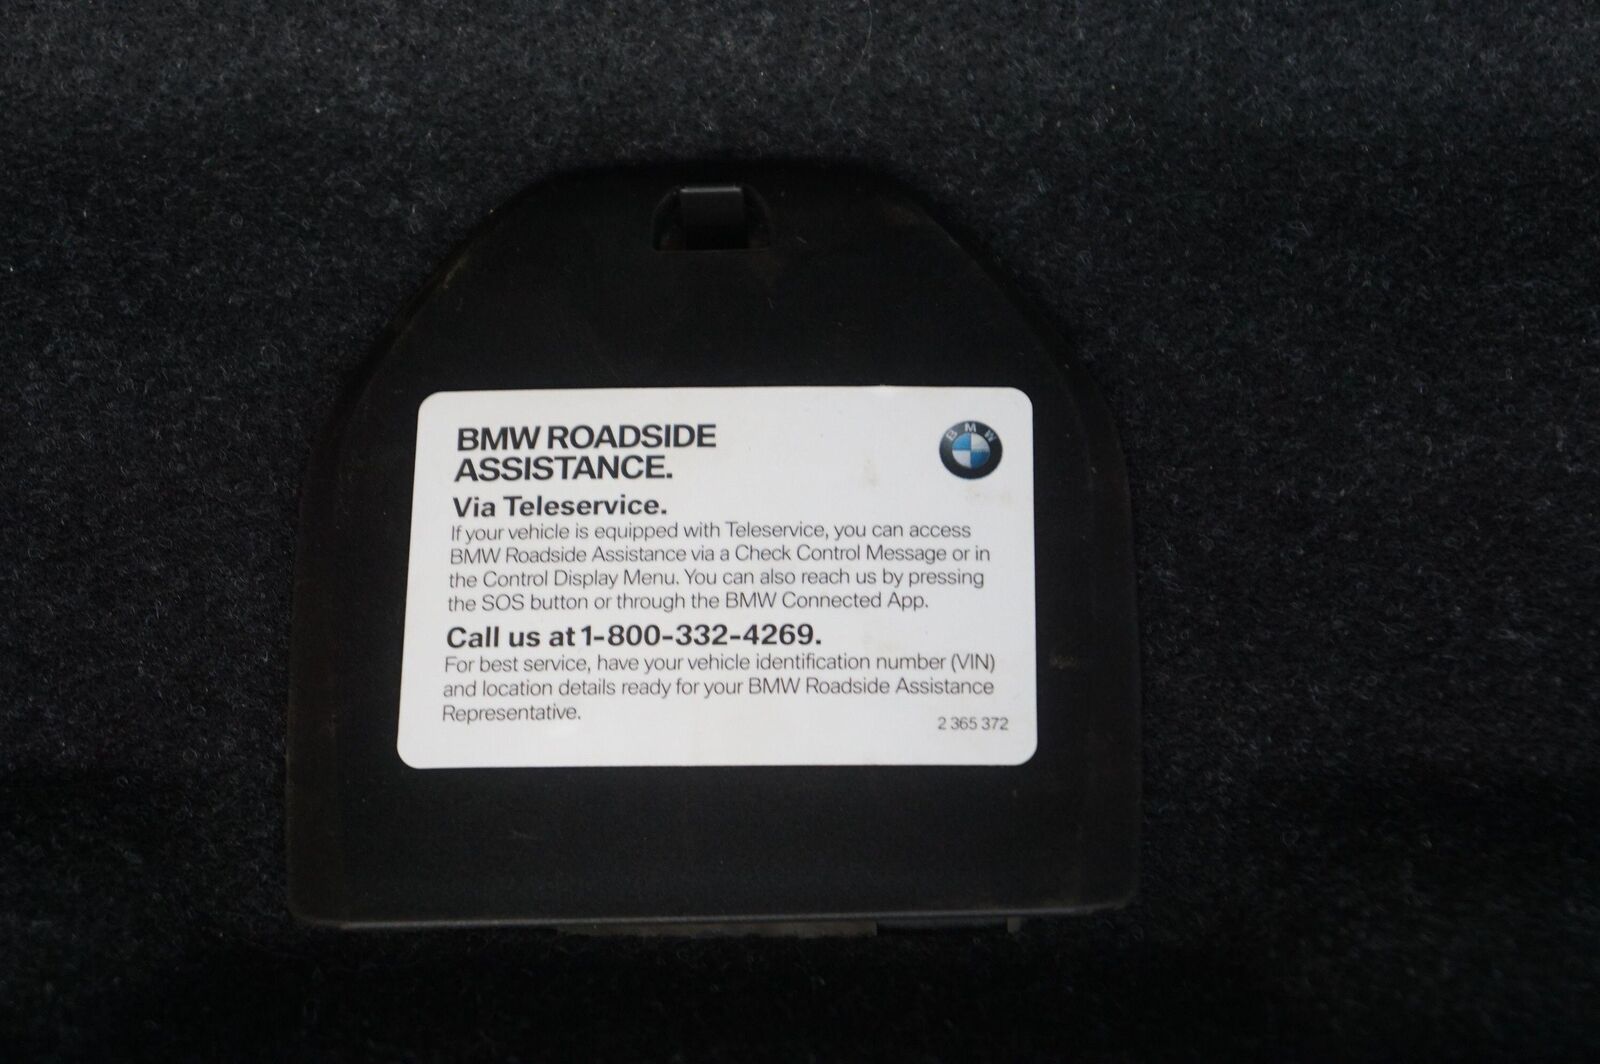 BMW ROADSIDE
ASSISTANCE.
BMW
Via Teleservice.
If your vehicle is equipped with Teleservice, you can access
BMW Roadside Assistance via a Check Control Message or in
the Control Display Menu. You can also reach us by pressing
the SOS button or through the BMW Connected App.
Call us at 1-800-332-4269.
For best service, have your vehicle identification number (VIN)
and location details ready for your BMW Roadside Assistance
Representative.
2 365 372